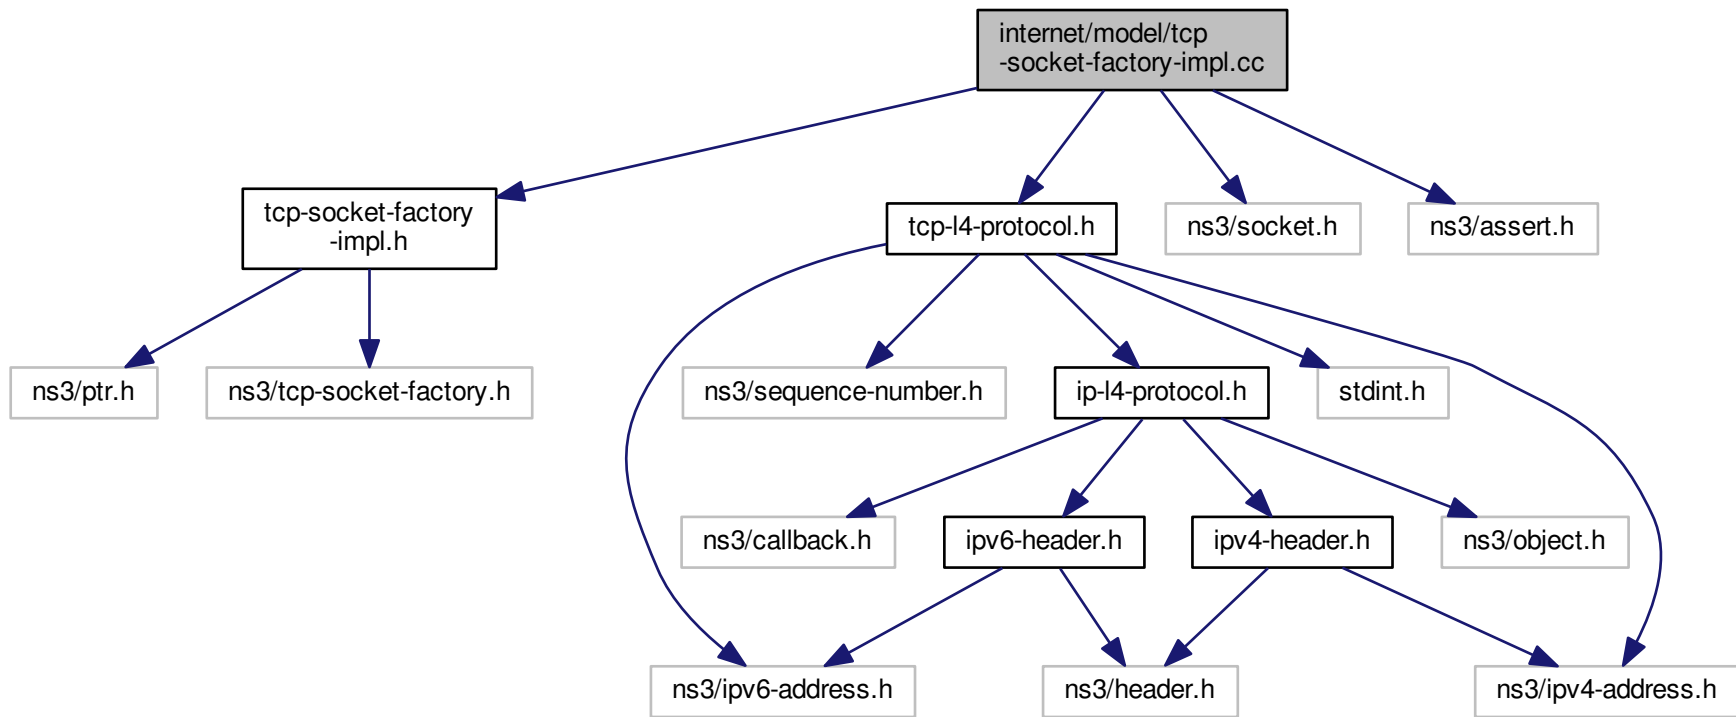 internet/model/tcp
-socket-factory-impl.cc
tcp-socket-factory
-impl.h
tcp-l4-protocol.h
ns3/socket.h
ns3/assert.h
ns3/ptr.h
ns3/tcp-socket-factory.h
ns3/sequence-number.h
ip-l4-protocol.h
stdint.h
ns3/callback.h
ipv6-header.h
ipv4-header.h
ns3/object.h
ns3/ipv6-address.h
ns3/header.h
ns3/ipv4-address.h